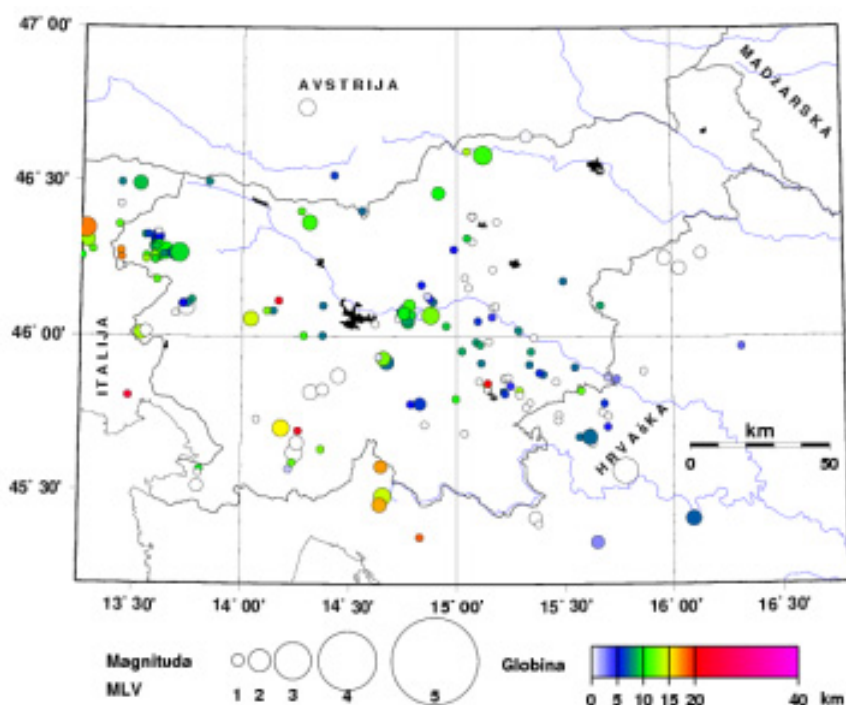 47° 00'
46° 30'
46° 00'
45° 30'
AVSTRIJA
MADŽARSKA
ITALIJA
HRVAŠKA
km
0 50
13° 30' 14° 00' 14° 30' 15° 00' 15° 30' 16° 00' 16° 30'
Magnituda
MLV
1 2 3 4 5
Globina
0 5 10 15 20 40 km